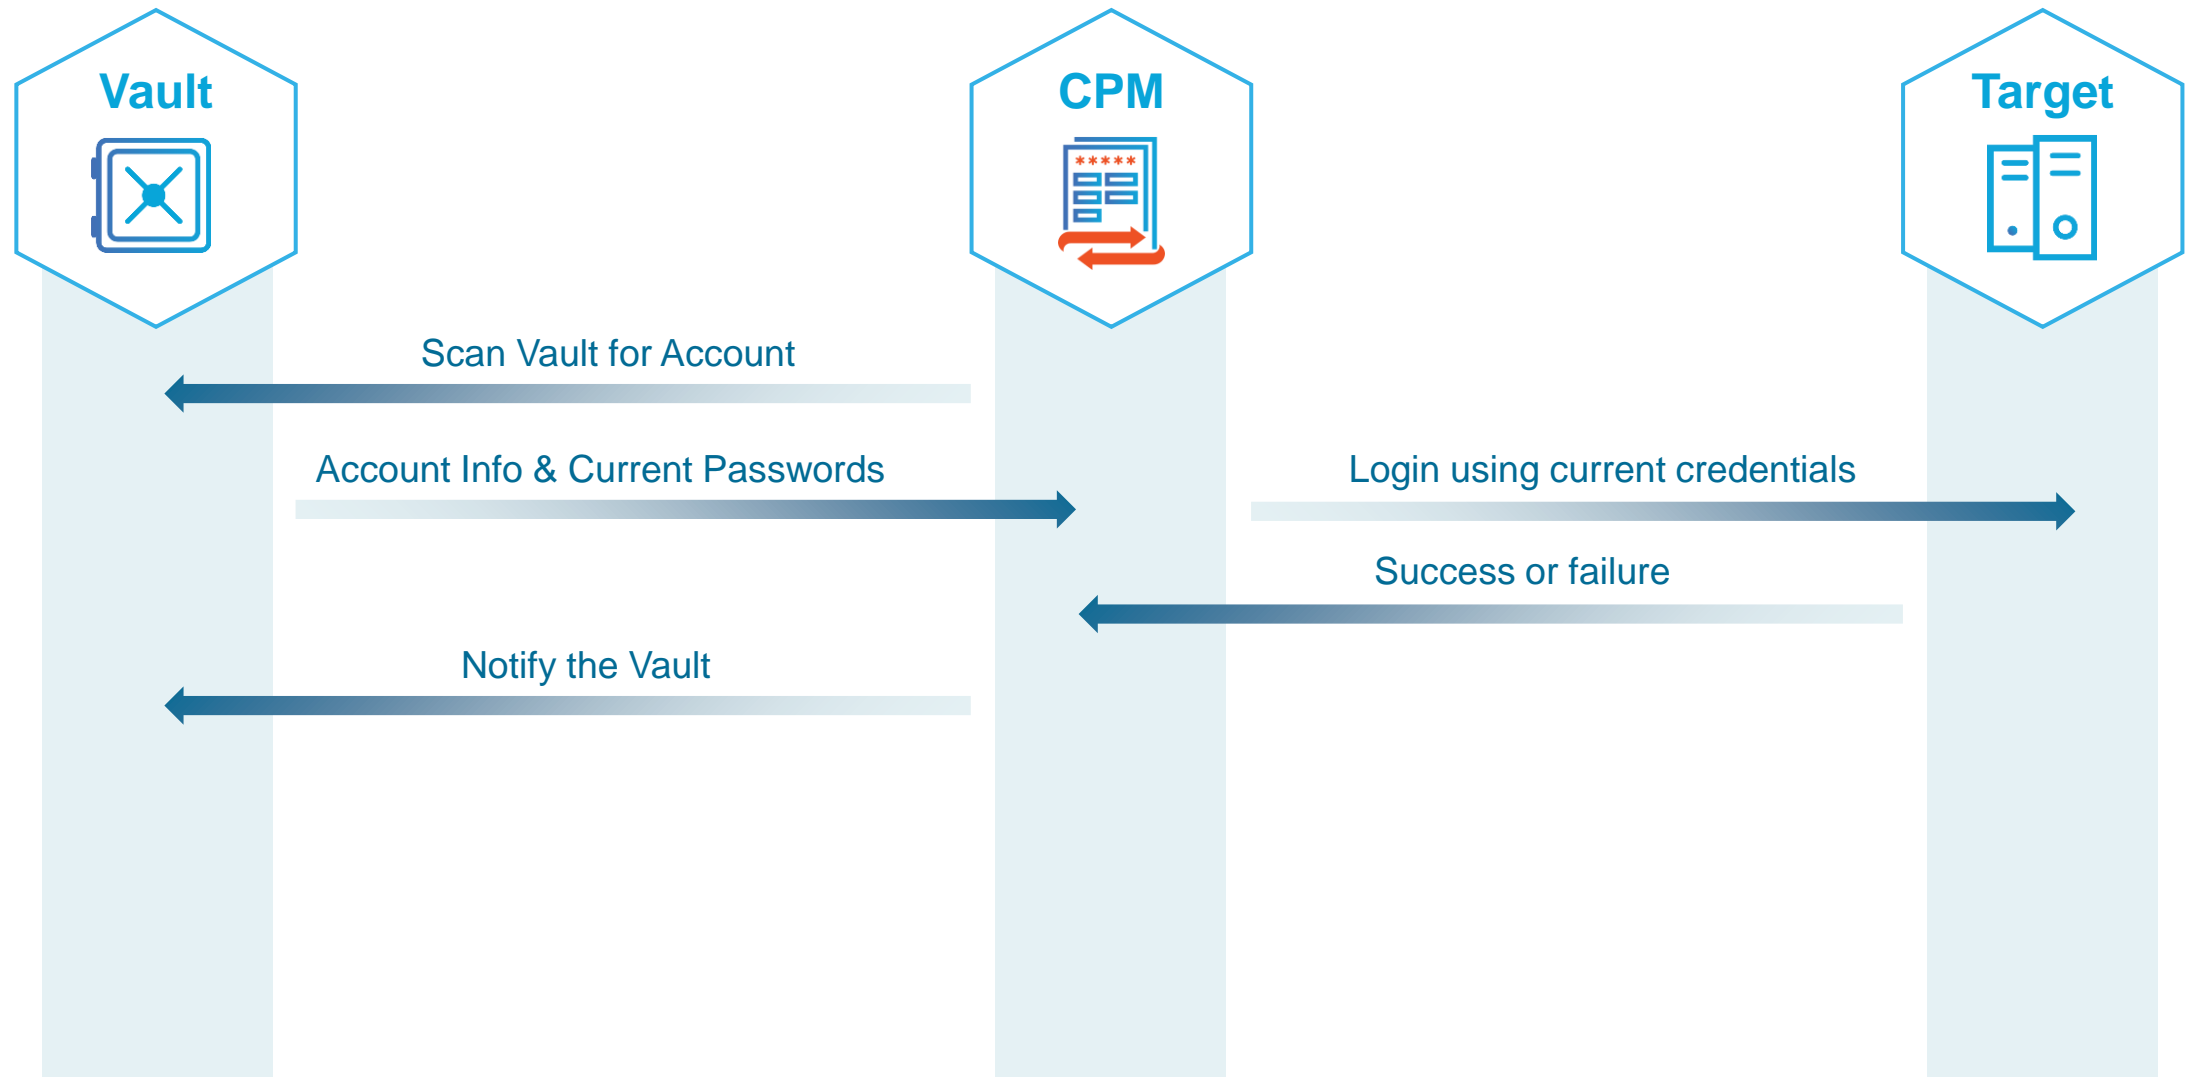 Vault
CPM
Target
*****
Scan Vault for Account
Account Info & Current Passwords
Login using current credentials
Success or failure
Notify the Vault